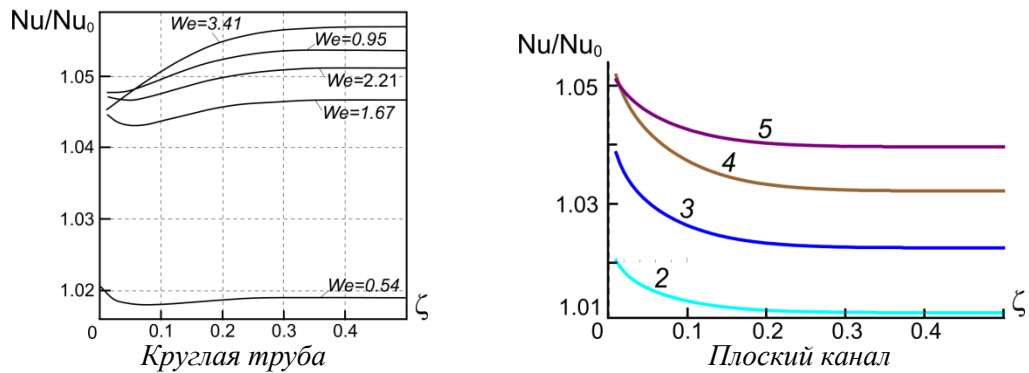 Nu/Nu₀
We=3.41
We=0.95
1.05
We=2.21
We=1.67
1.04
1.03
1.02
We=0.54
ζ
0 0.1 0.2 0.3 0.4
Круглая труба
Nu/Nu₀
1.05
5
4
1.03
3
2
1.01
ζ
0 0.1 0.2 0.3 0.4
Плоский канал